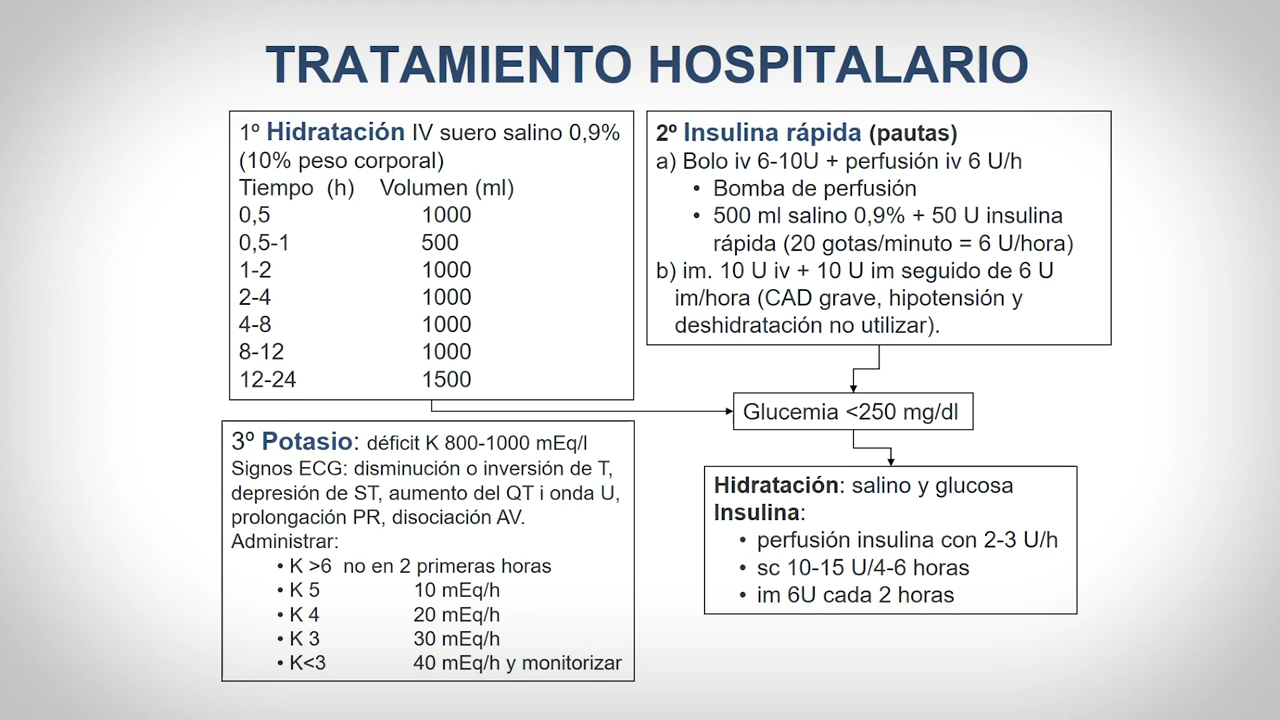 TRATAMIENTO HOSPITALARIO
1º Hidratación IV suero salino 0,9%
(10% peso corporal)
Tiempo (h) Volumen (ml)
0,5 1000
0,5-1 500
1-2 1000
2-4 1000
4-8 1000
8-12 1000
12-24 1500
2º Insulina rápida (pautas)
a) Bolo iv 6-10U + perfusión iv 6 U/h
• Bomba de perfusión
• 500 ml salino 0,9% + 50 U insulina
rápida (20 gotas/minuto = 6 U/hora)
b) im. 10 U iv + 10 U im seguido de 6 U
im/hora (CAD grave, hipotensión y
deshidratación no utilizar).
Glucemia <250 mg/dl
3º Potasio: déficit K 800-1000 mEq/l
Signos ECG: disminución o inversión de T,
depresión de ST, aumento del QT i onda U,
prolongación PR, disociación AV.
Administrar:
• K >6 no en 2 primeras horas
• K 5 10 mEq/h
• K 4 20 mEq/h
• K 3 30 mEq/h
• K<3 40 mEq/h y monitorizar
Hidratación: salino y glucosa
Insulina:
• perfusión insulina con 2-3 U/h
• sc 10-15 U/4-6 horas
• im 6U cada 2 horas